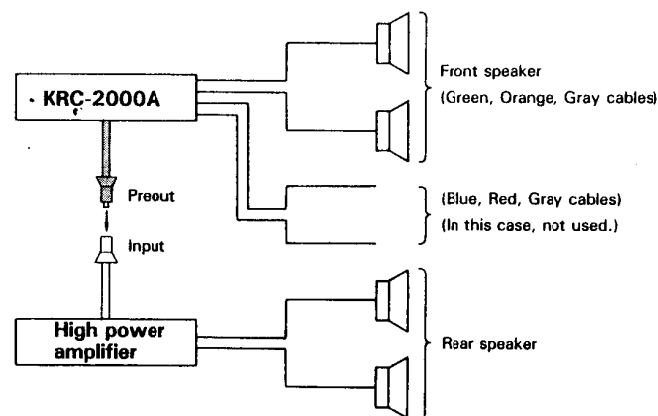 KRC-2000A
Front speaker
(Green, Orange, Gray cables)
Preout
(Blue, Red, Gray cables)
(In this case, not used.)
Input
High power
amplifier
Rear speaker